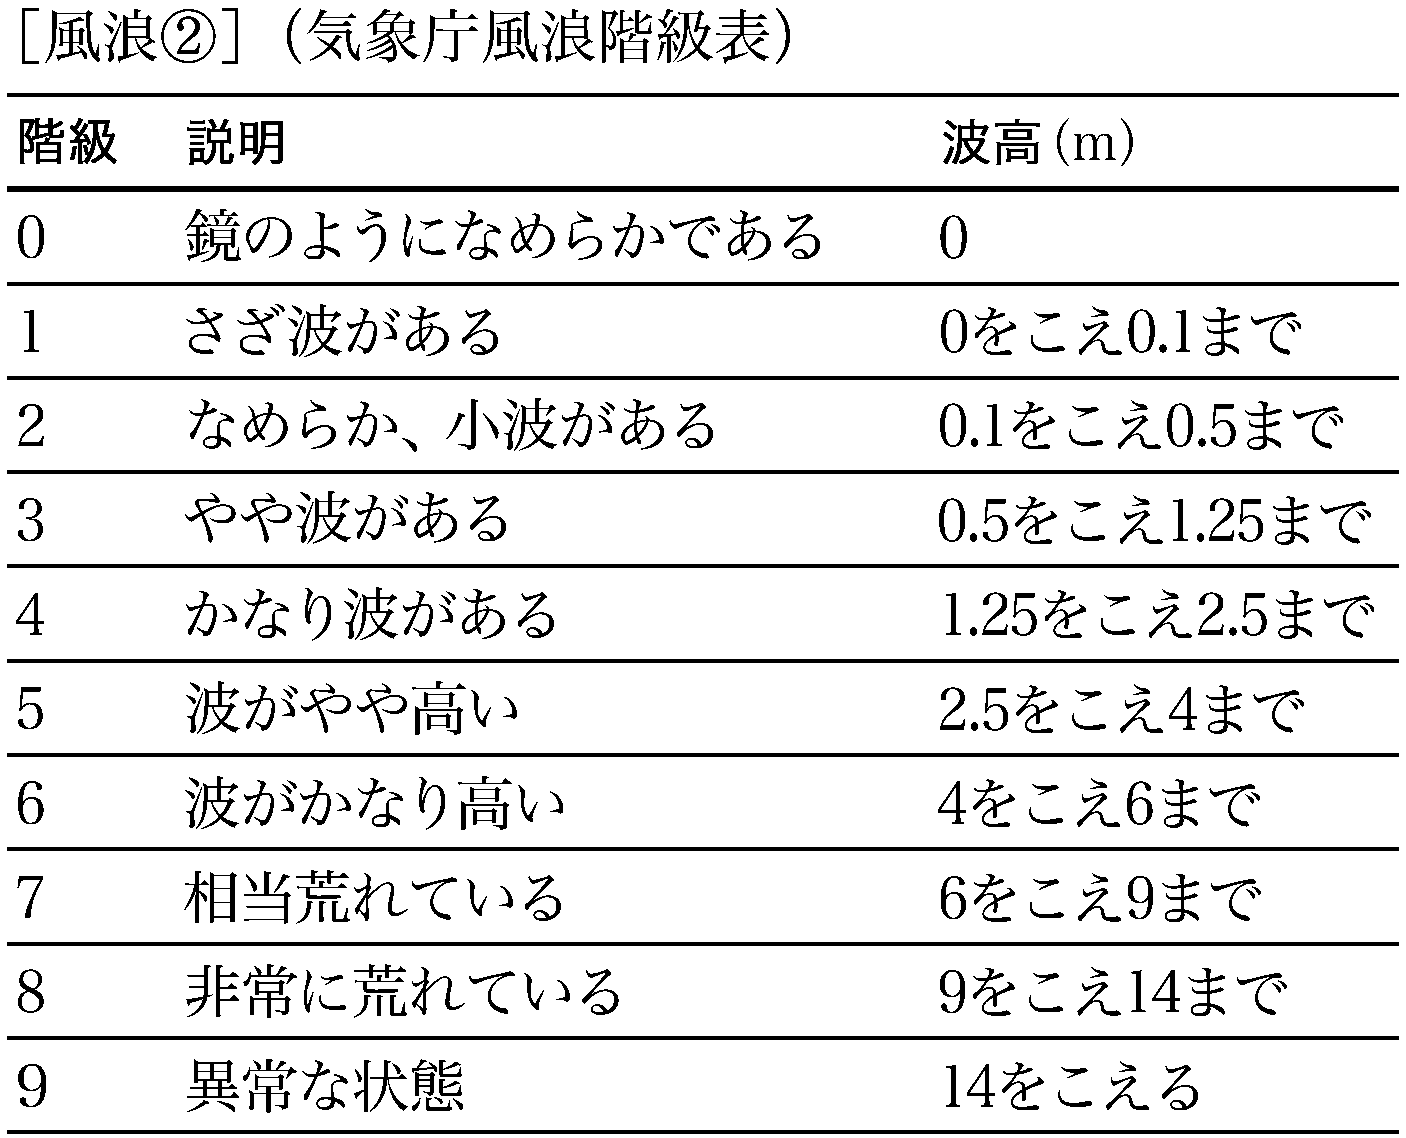 ［風浪②］（気象庁風浪階級表）
階級 説明 波高(m)
0 鏡のようになめらかである 0
1 さざ波がある 0をこえ0.1まで
2 なめらか、小波がある 0.1をこえ0.5まで
3 やや波がある 0.5をこえ1.25まで
4 かなり波がある 1.25をこえ2.5まで
5 波がやや高い 2.5をこえ4まで
6 波がかなり高い 4をこえ6まで
7 相当荒れている 6をこえ9まで
8 非常に荒れている 9をこえ14まで
9 異常な状態 14をこえる